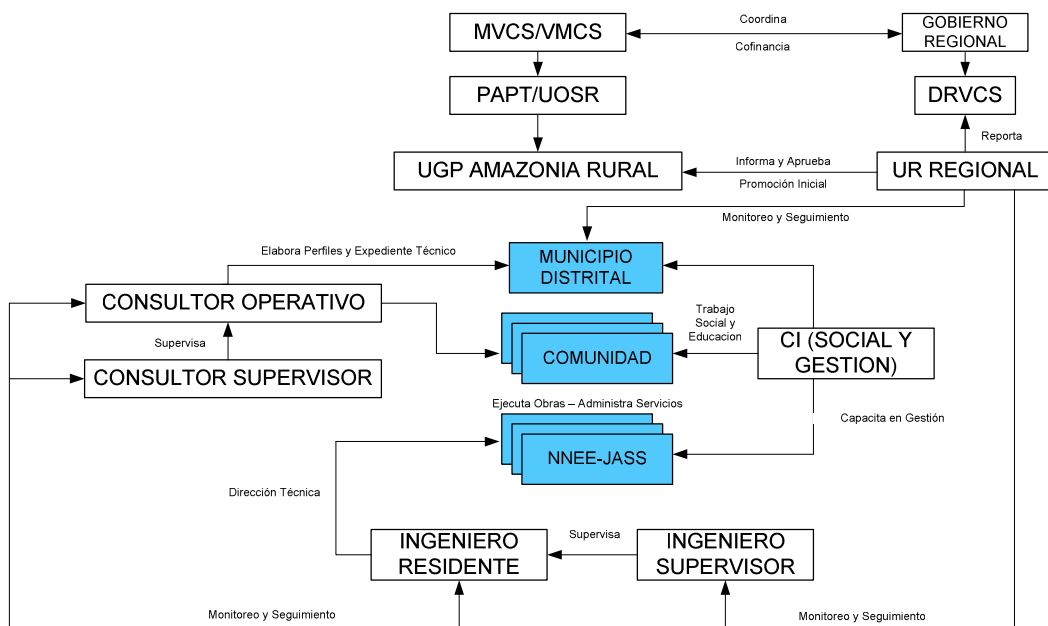 Coordina
MVCS/VMCS
GOBIERNO
REGIONAL
Cofinancia
PAPT/UOSR
DRVCS
Reporta
UGP AMAZONIA RURAL
Informa y Aprueba
UR REGIONAL
Promoción Inicial
Monitoreo y Seguimiento
Elabora Perfiles y Expediente Técnico
MUNICIPIO
DISTRITAL
CONSULTOR OPERATIVO
Trabajo
Social y
Educacion
Supervisa
COMUNIDAD
CI (SOCIAL Y
GESTION)
CONSULTOR SUPERVISOR
Ejecuta Obras – Administra Servicios
Capacita en Gestión
NNEE-JASS
Dirección Técnica
INGENIERO
RESIDENTE
Supervisa
INGENIERO
SUPERVISOR
Monitoreo y Seguimiento
Monitoreo y Seguimiento